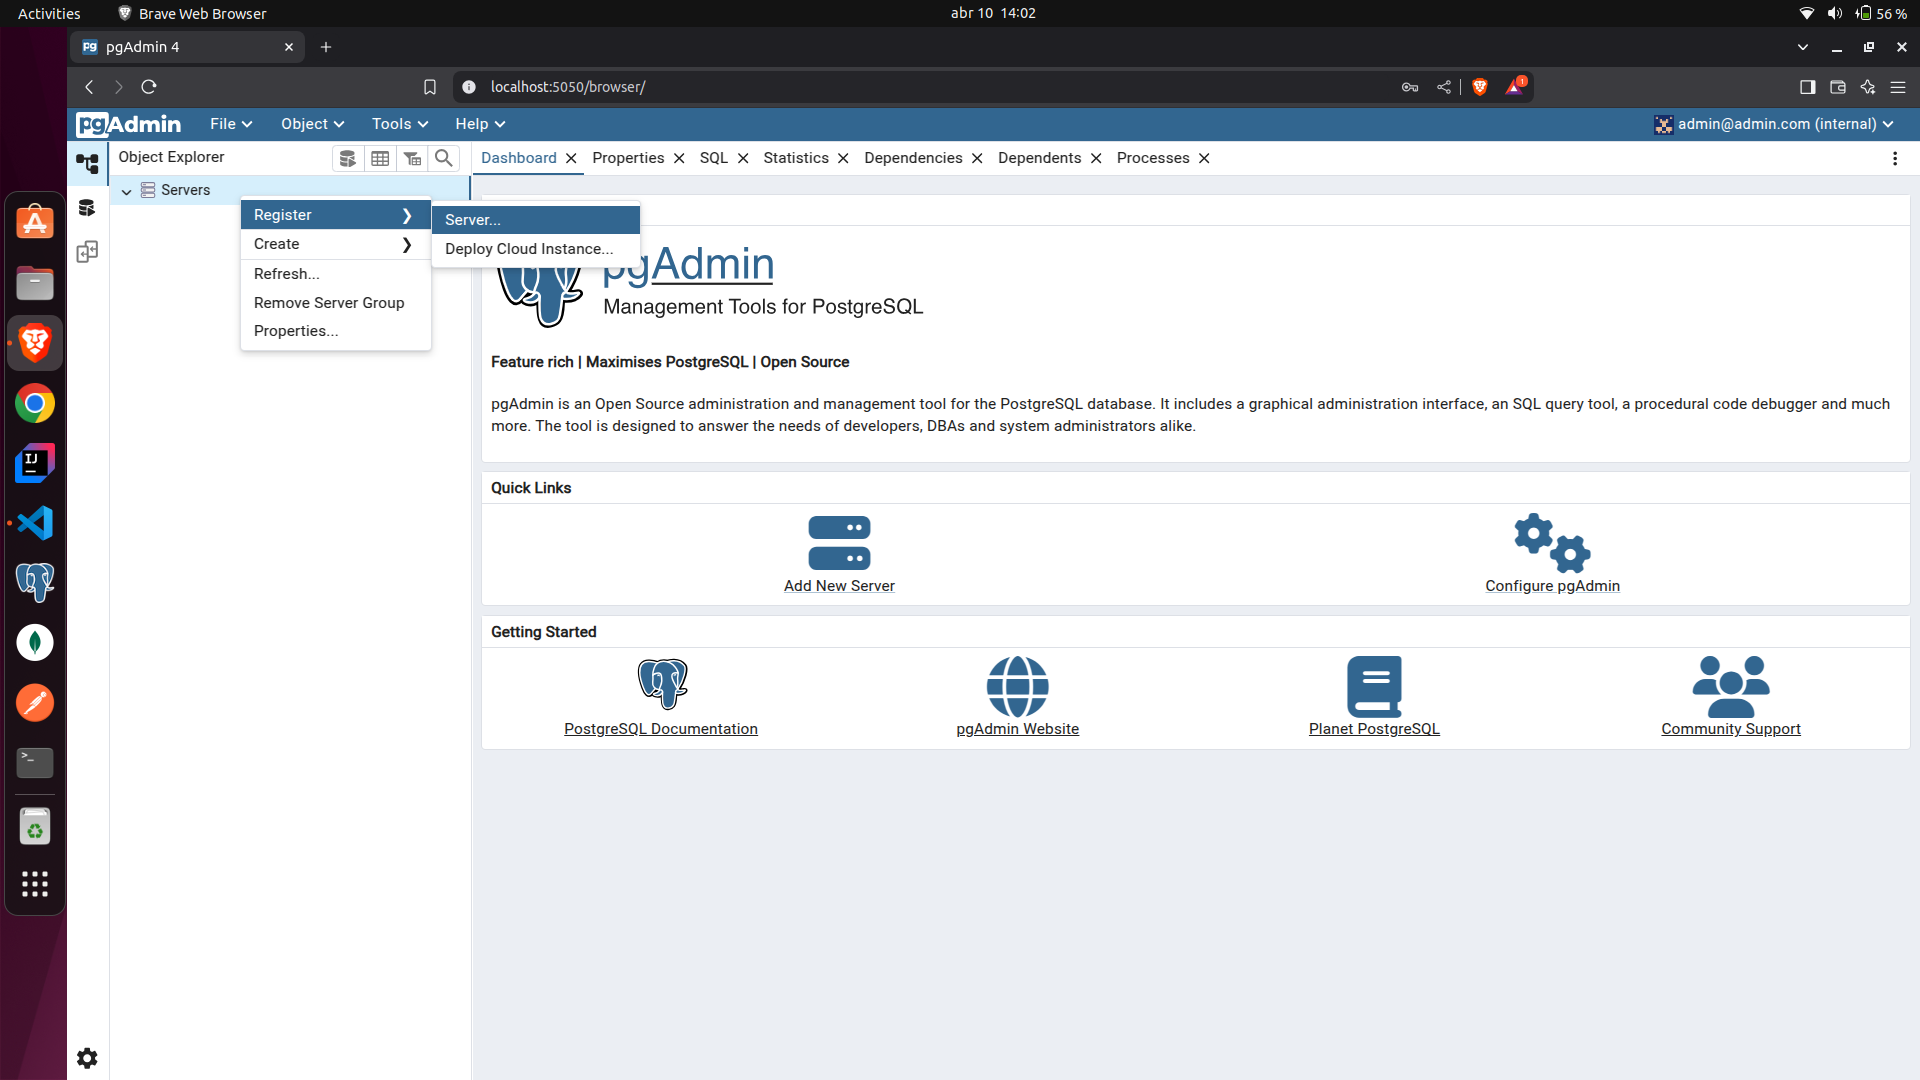 Activities Brave Web Browser abr 10 14:02 56 %
pgAdmin 4
localhost:5050/browser/ 1
pgAdmin File Object Tools Help admin@admin.com (internal)
Object Explorer Dashboard Properties SQL Statistics Dependencies Dependents Processes
Servers
Register
Create
Refresh...
Remove Server Group
Properties...
Server...
Deploy Cloud Instance...
pgAdmin
Management Tools for PostgreSQL
Feature rich | Maximises PostgreSQL | Open Source
pgAdmin is an Open Source administration and management tool for the PostgreSQL database. It includes a graphical administration interface, an SQL query tool, a procedural code debugger and much
more. The tool is designed to answer the needs of developers, DBAs and system administrators alike.
Quick Links
Add New Server Configure pgAdmin
Getting Started
PostgreSQL Documentation pgAdmin Website Planet PostgreSQL Community Support